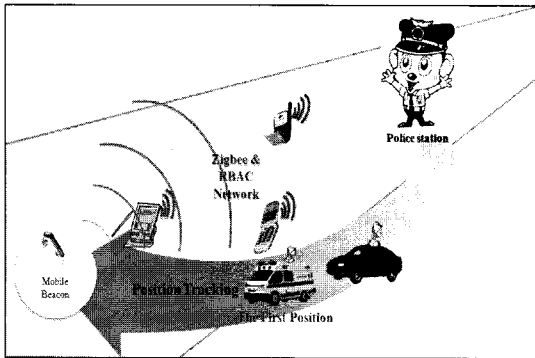 Police station
Zigbee &
RBAC
Network
Mobile
Beacon
Position Tracking
The First Position